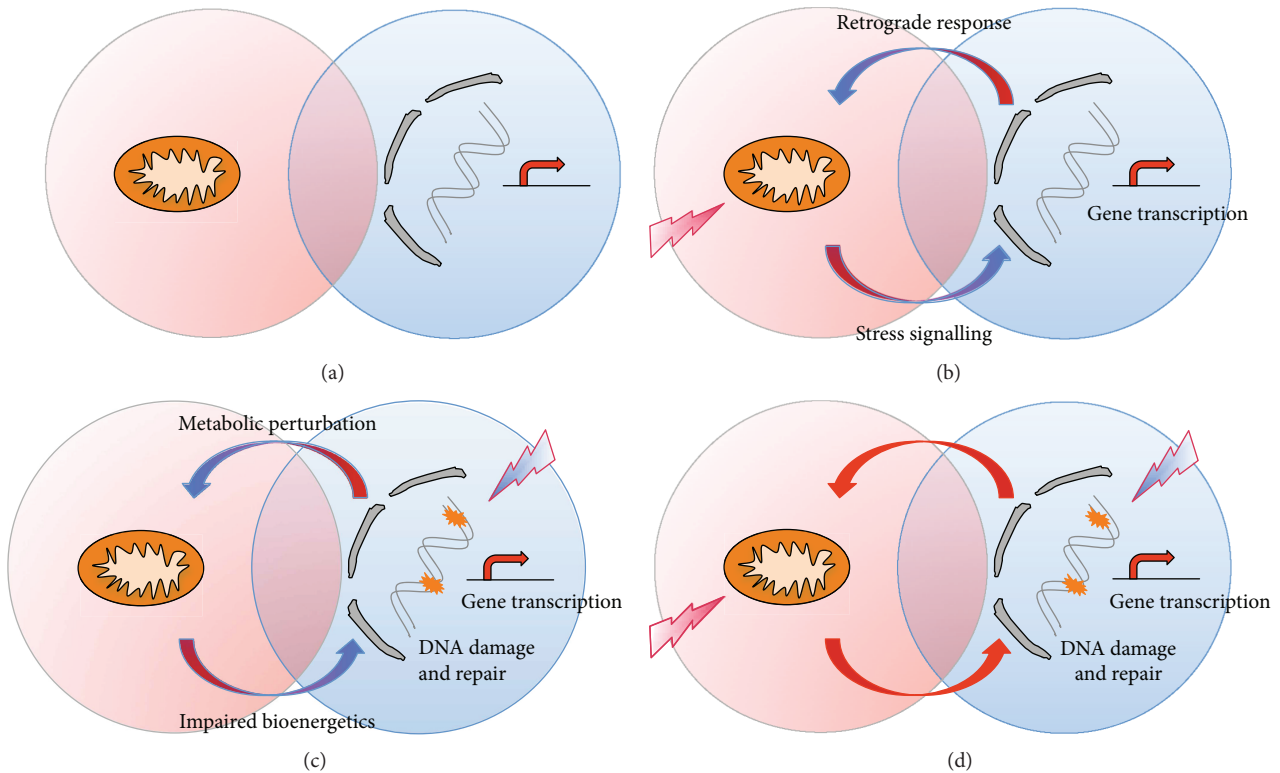 (a)
Retrograde response
Gene transcription
Stress signalling
(b)
Metabolic perturbation
Gene transcription
DNA damage
and repair
Impaired bioenergetics
(c)
Gene transcription
DNA damage
and repair
(d)